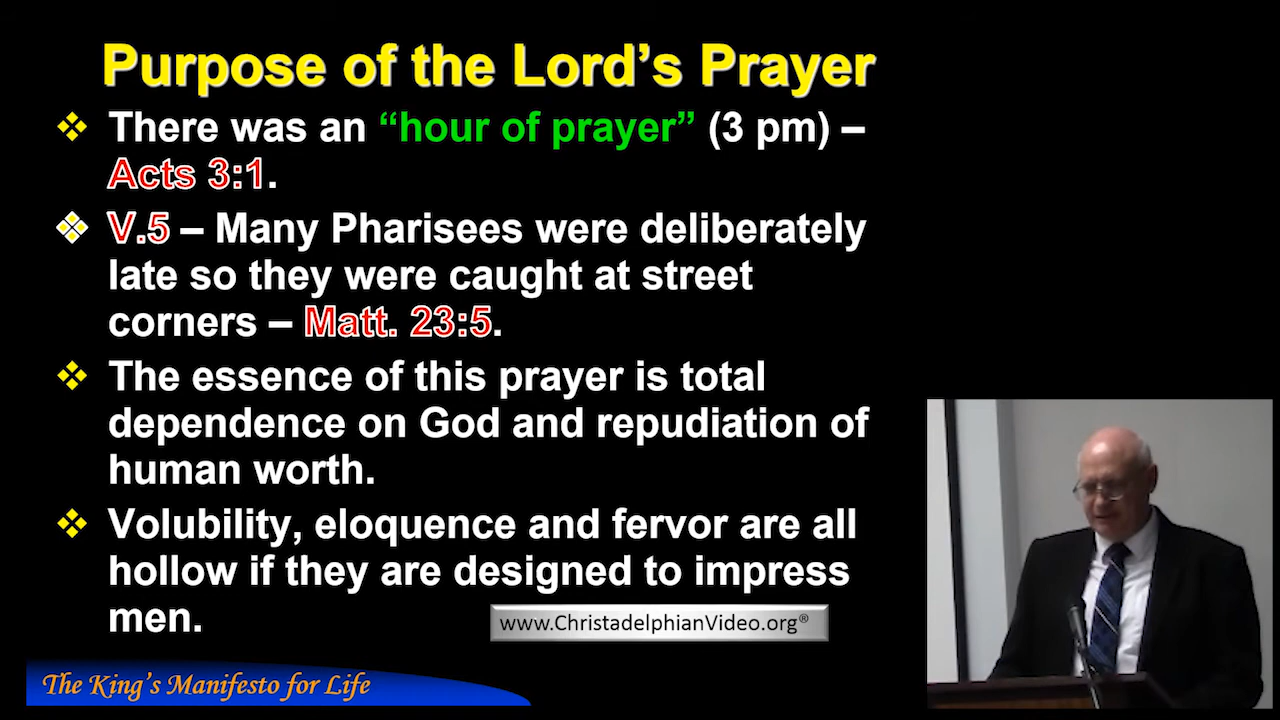 Purpose of the Lord’s Prayer
❖ There was an “hour of prayer” (3 pm) –
Acts 3:1.
❖ V.5 – Many Pharisees were deliberately
late so they were caught at street
corners – Matt. 23:5.
❖ The essence of this prayer is total
dependence on God and repudiation of
human worth.
❖ Volubility, eloquence and fervor are all
hollow if they are designed to impress
men.
www.ChristadelphianVideo.org®
The King’s Manifesto for Life